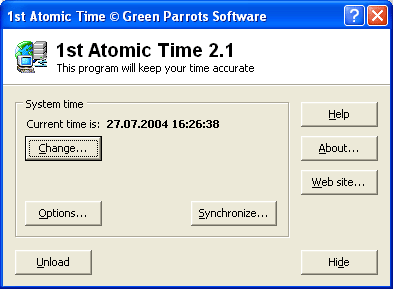 1st Atomic Time © Green Parrots Software
1st Atomic Time 2.1
This program will keep your time accurate
System time
Current time is: 27.07.2004 16:26:38
Change...
Options...
Synchronize...
Help
About...
Web site...
Unload
Hide